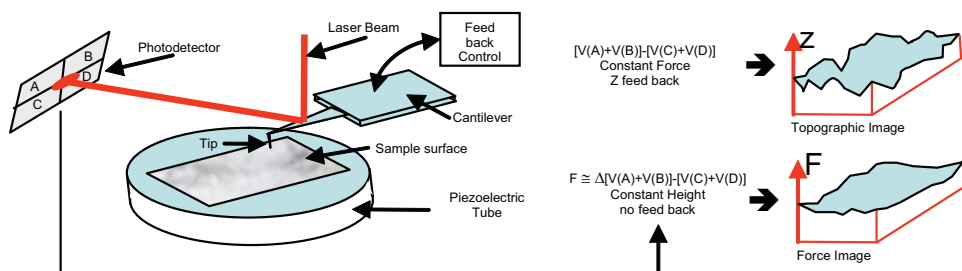 Photodetector
A
B
C
D
Laser Beam
Feed
back
Control
Cantilever
Tip
Sample surface
Piezoelectric
Tube
[V(A)+V(B)]-[V(C)+V(D)]
Constant Force
Z feed back
Z
Topographic Image
F ≅ Δ[V(A)+V(B)]-[V(C)+V(D)]
Constant Height
no feed back
F
Force Image